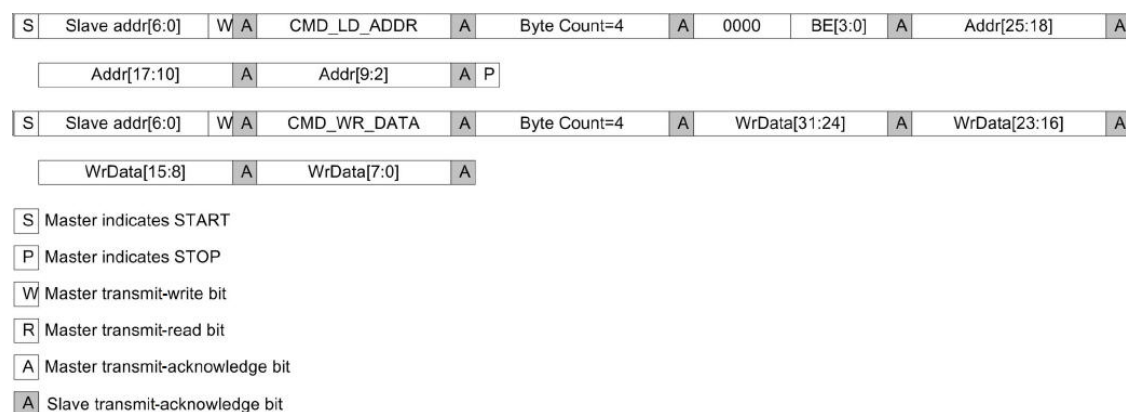 S Slave addr[6:0] W A CMD_LD_ADDR A Byte Count=4 A 0000 BE[3:0] A Addr[25:18] A
Addr[17:10] A Addr[9:2] A P
S Slave addr[6:0] W A CMD_WR_DATA A Byte Count=4 A WrData[31:24] A WrData[23:16] A
WrData[15:8] A WrData[7:0] A
S Master indicates START
P Master indicates STOP
W Master transmit-write bit
R Master transmit-read bit
A Master transmit-acknowledge bit
A Slave transmit-acknowledge bit